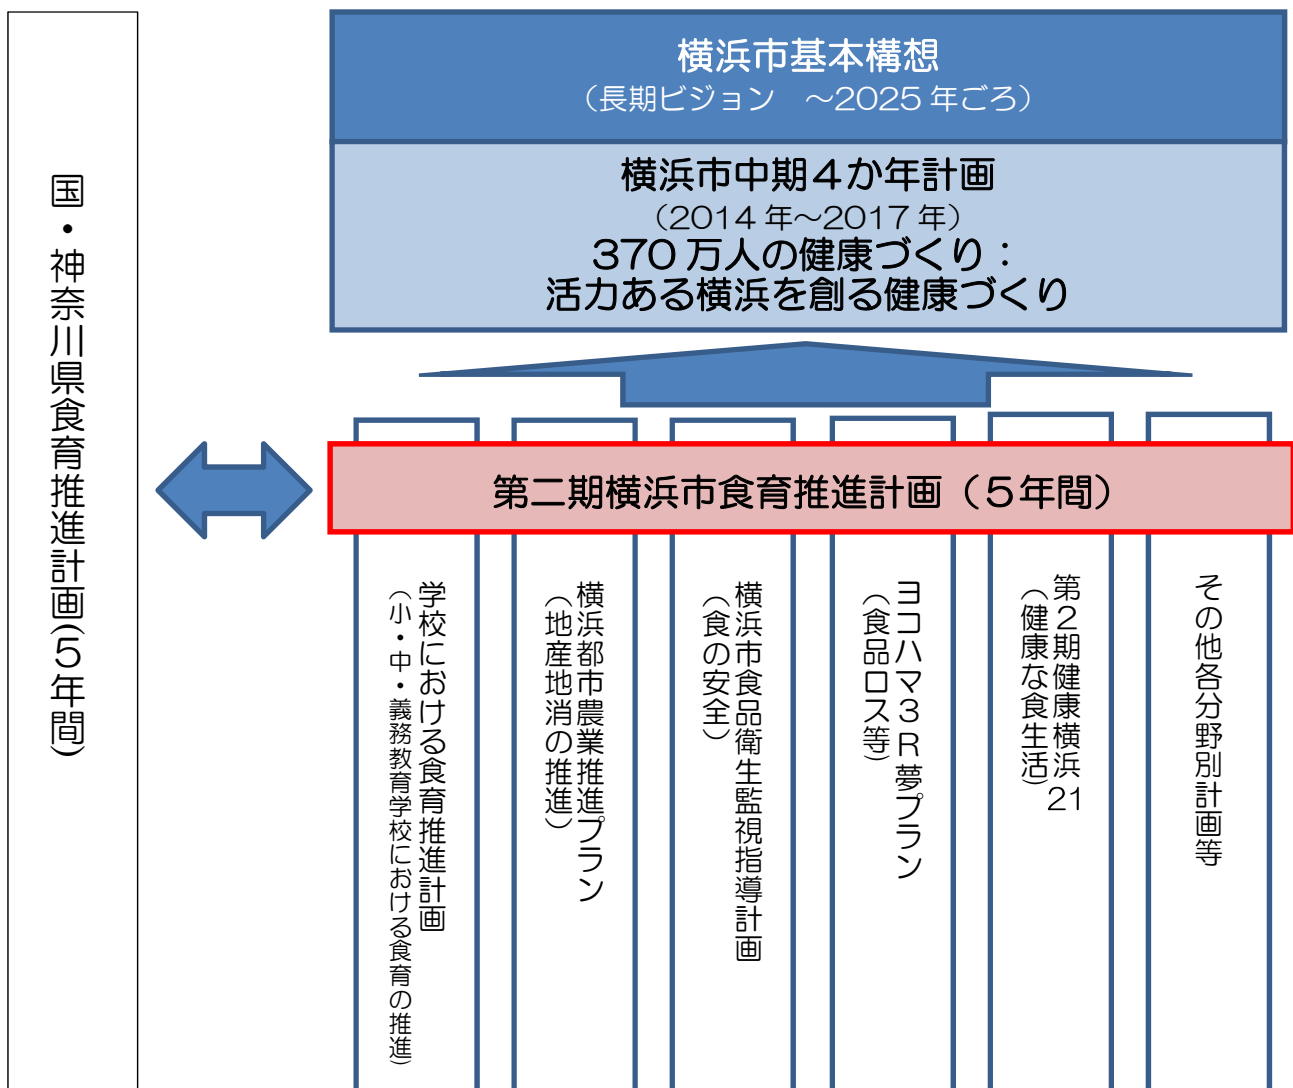 国・神奈川県食育推進計画（５年間）
横浜市基本構想
（長期ビジョン　～2025 年ごろ）
横浜市中期４か年計画
（2014 年～2017 年）
370 万人の健康づくり：
活力ある横浜を創る健康づくり
第二期横浜市食育推進計画（５年間）
学校における食育推進計画
（小・中・義務教育学校における食育の推進）
横浜都市農業推進プラン
（地産地消の推進）
横浜市食品衛生監視指導計画
（食の安全）
ヨコハマ３Ｒ夢プラン
（食品ロス等）
第２期健康横浜21
（健康な食生活）
その他各分野別計画等